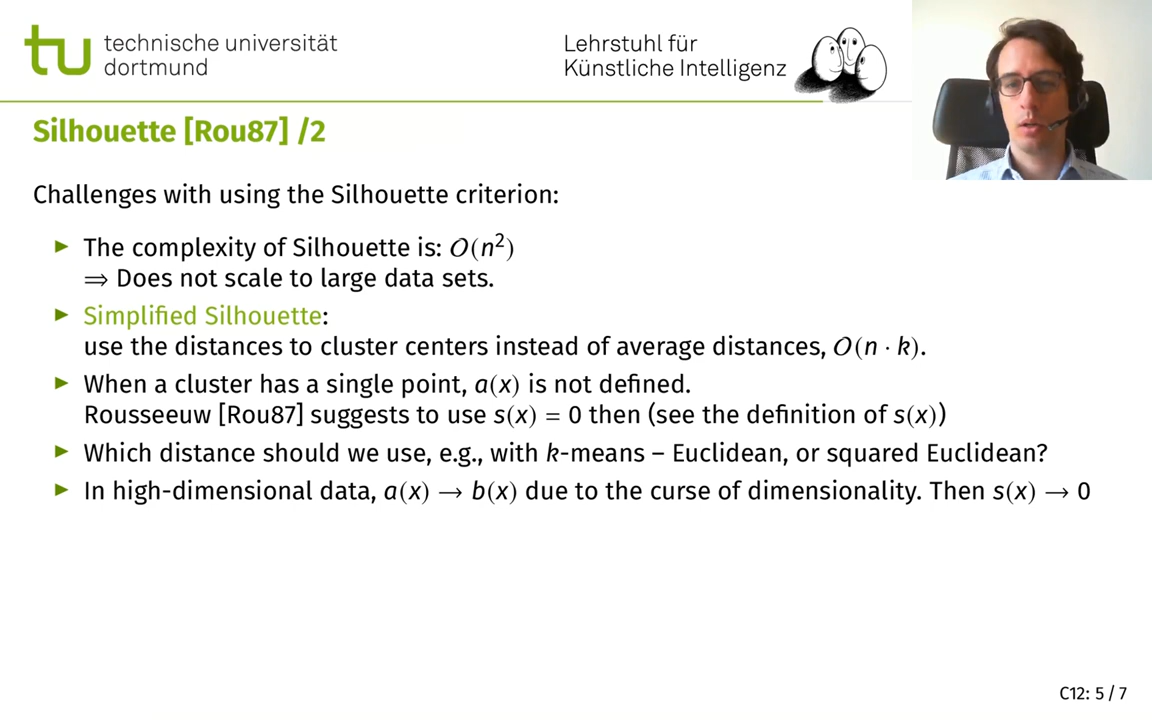 technische universität
dortmund
Lehrstuhl für
Künstliche Intelligenz
Silhouette [Rou87] /2
Challenges with using the Silhouette criterion:
► The complexity of Silhouette is: O(n²)
⇒ Does not scale to large data sets.
► Simplified Silhouette:
use the distances to cluster centers instead of average distances, O(n · k).
► When a cluster has a single point, a(x) is not defined.
Rousseeuw [Rou87] suggests to use s(x) = 0 then (see the definition of s(x))
► Which distance should we use, e.g., with k-means – Euclidean, or squared Euclidean?
► In high-dimensional data, a(x) → b(x) due to the curse of dimensionality. Then s(x) → 0
C12: 5 / 7